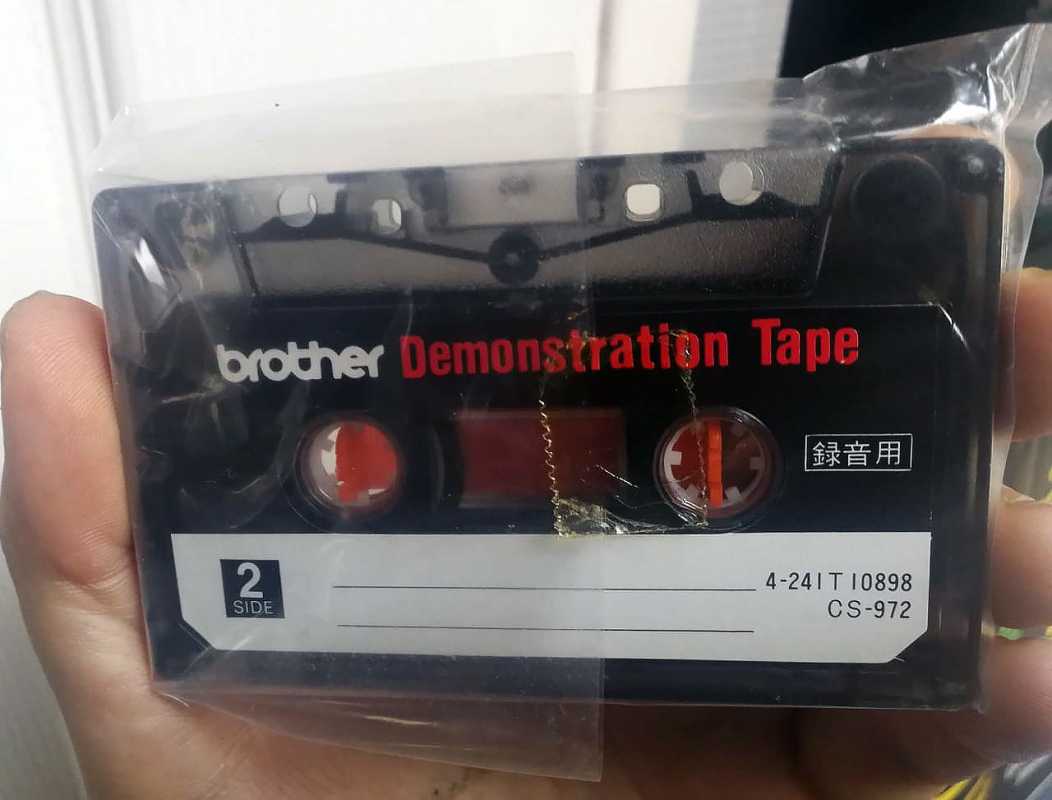 brother Demonstration Tape
録音用
2
SIDE
4-241T10898
CS-972